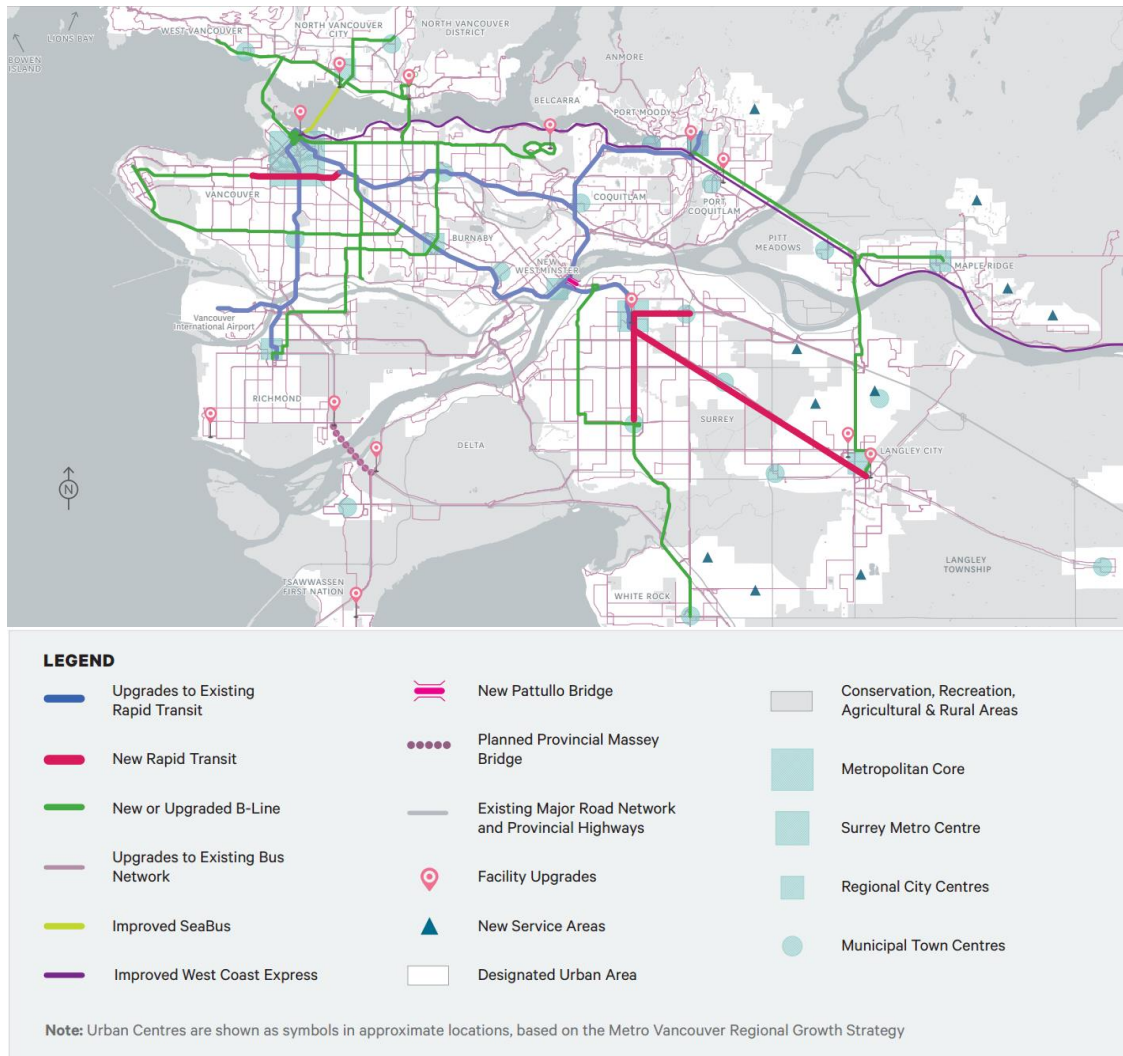 LIONS BAY
BOWEN
ISLAND
WEST VANCOUVER
NORTH VANCOUVER
CITY
NORTH VANCOUVER
DISTRICT
ANMORE
BELCARRA
PORT MOODY
VANCOUVER
BURNABY
COQUITLAM
PORT
COQUITLAM
NEW
WESTMINSTER
PITT
MEADOWS
MAPLE RIDGE
Vancouver
International Airport
RICHMOND
DELTA
SURREY
LANGLEY CITY
N
TSAWWASSEN
FIRST NATION
WHITE ROCK
LANGLEY
TOWNSHIP
LEGEND
Upgrades to Existing
Rapid Transit
New Rapid Transit
New or Upgraded B-Line
Upgrades to Existing Bus
Network
Improved SeaBus
Improved West Coast Express
New Pattullo Bridge
Planned Provincial Massey
Bridge
Existing Major Road Network
and Provincial Highways
Facility Upgrades
New Service Areas
Designated Urban Area
Conservation, Recreation,
Agricultural & Rural Areas
Metropolitan Core
Surrey Metro Centre
Regional City Centres
Municipal Town Centres
Note: Urban Centres are shown as symbols in approximate locations, based on the Metro Vancouver Regional Growth Strategy